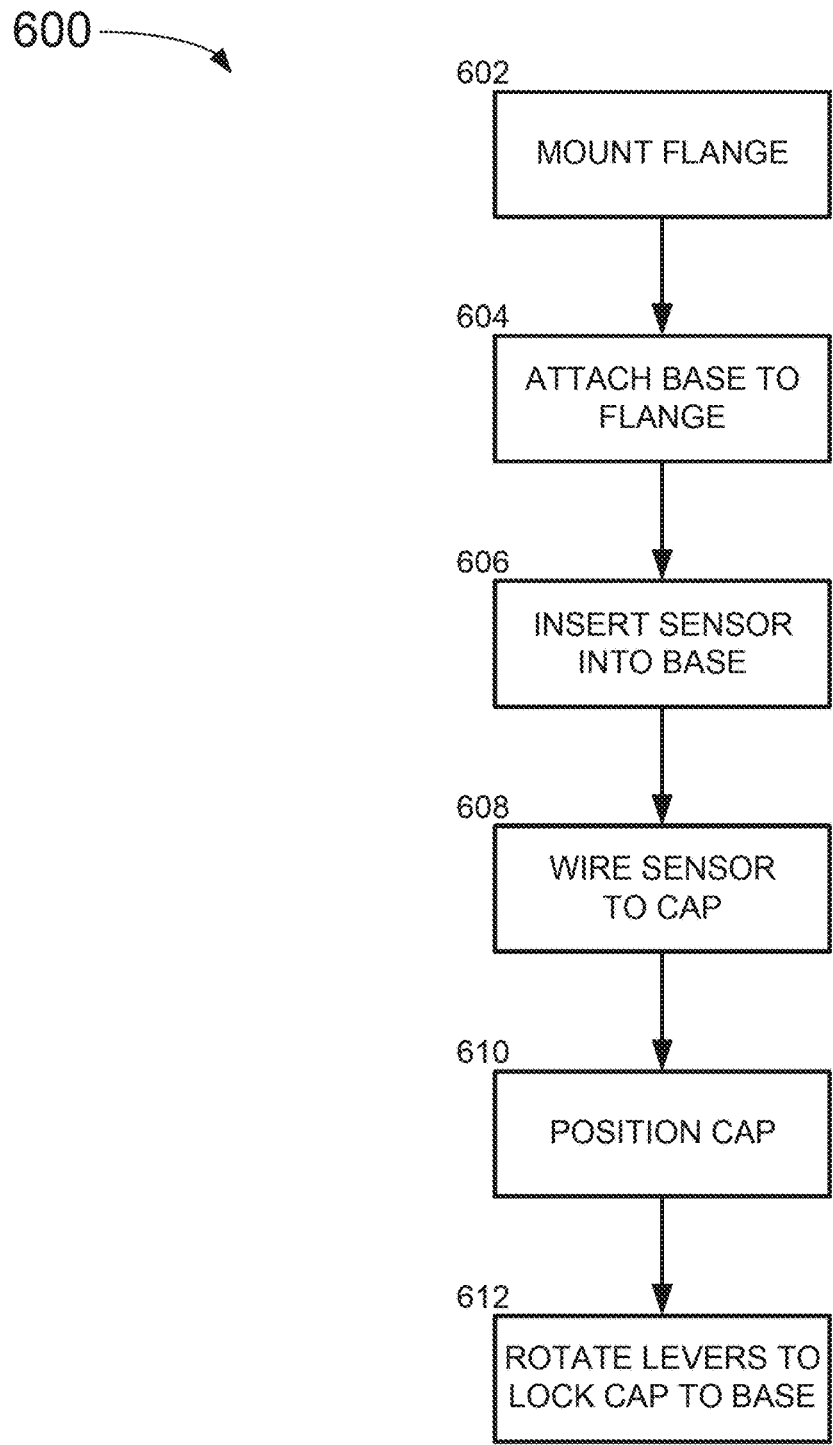 600
602
MOUNT FLANGE
604
ATTACH BASE TO
FLANGE
606
INSERT SENSOR
INTO BASE
608
WIRE SENSOR
TO CAP
610
POSITION CAP
612
ROTATE LEVERS TO
LOCK CAP TO BASE